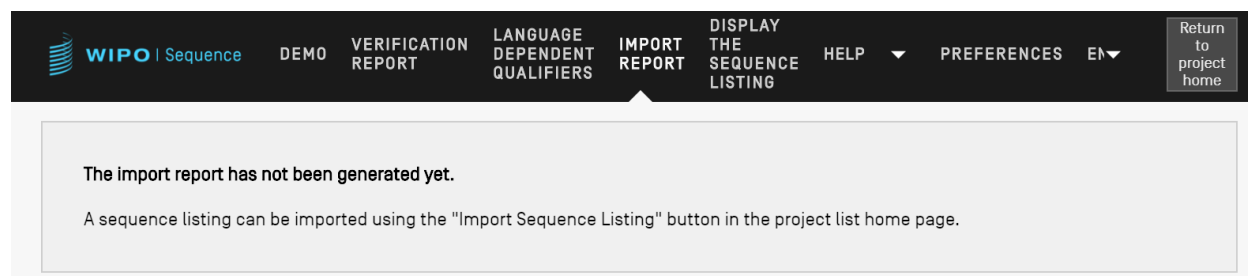 WIPO | Sequence
DEMO
VERIFICATION
REPORT
LANGUAGE
DEPENDENT
QUALIFIERS
IMPORT
REPORT
DISPLAY
THE
SEQUENCE
LISTING
HELP
PREFERENCES
EN
Return
to
project
home
The import report has not been generated yet.
A sequence listing can be imported using the "Import Sequence Listing" button in the project list home page.